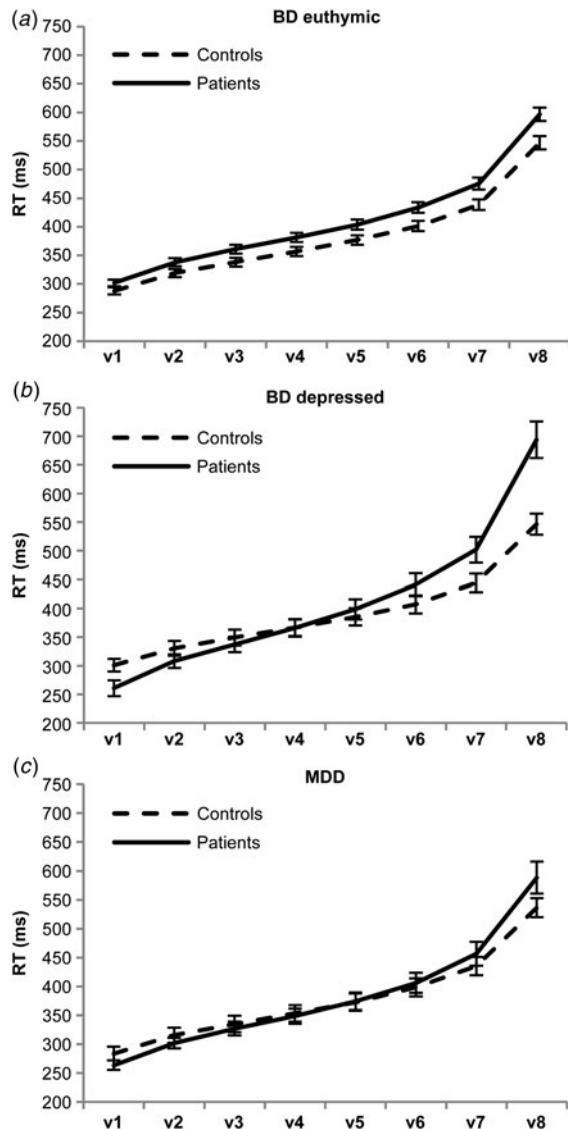 (a)
BD euthymic
750
700
650
600
550
500
450
400
350
300
250
200
RT (ms)
Controls
Patients
v1 v2 v3 v4 v5 v6 v7 v8
(b)
BD depressed
750
700
650
600
550
500
450
400
350
300
250
200
RT (ms)
Controls
Patients
v1 v2 v3 v4 v5 v6 v7 v8
(c)
MDD
750
700
650
600
550
500
450
400
350
300
250
200
RT (ms)
Controls
Patients
v1 v2 v3 v4 v5 v6 v7 v8